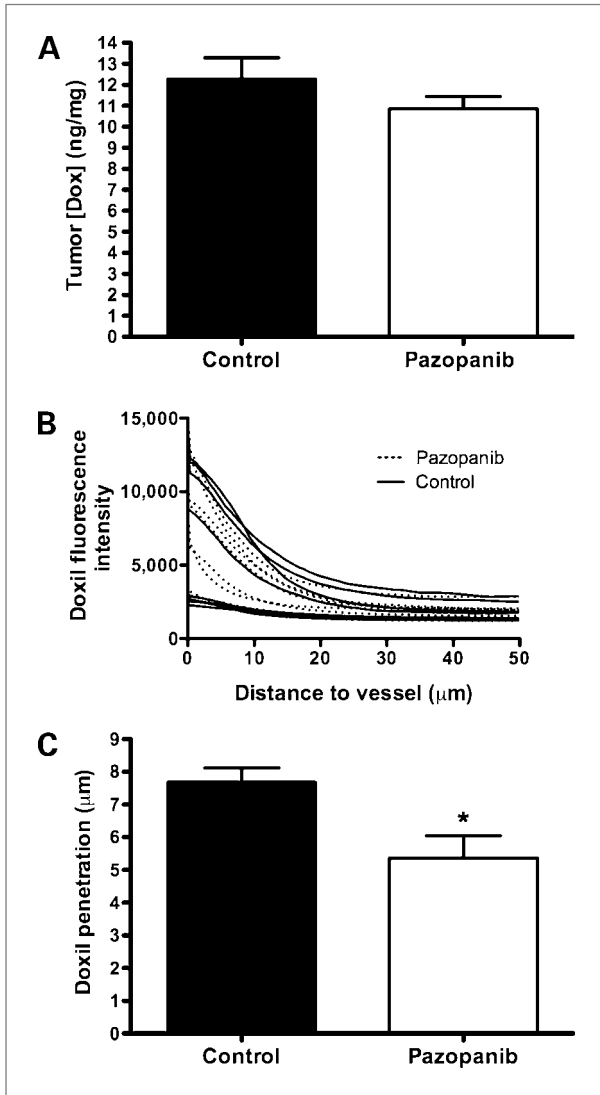 A
Tumor [Dox] (ng/mg)
14
13
12
11
10
9
8
7
6
5
4
3
2
1
0
Control
Pazopanib
B
Doxil fluorescence
intensity
15,000
10,000
5,000
0
Pazopanib
Control
0
10
20
30
40
50
Distance to vessel (μm)
C
Doxil penetration (μm)
9
8
7
6
5
4
3
2
1
0
*
Control
Pazopanib